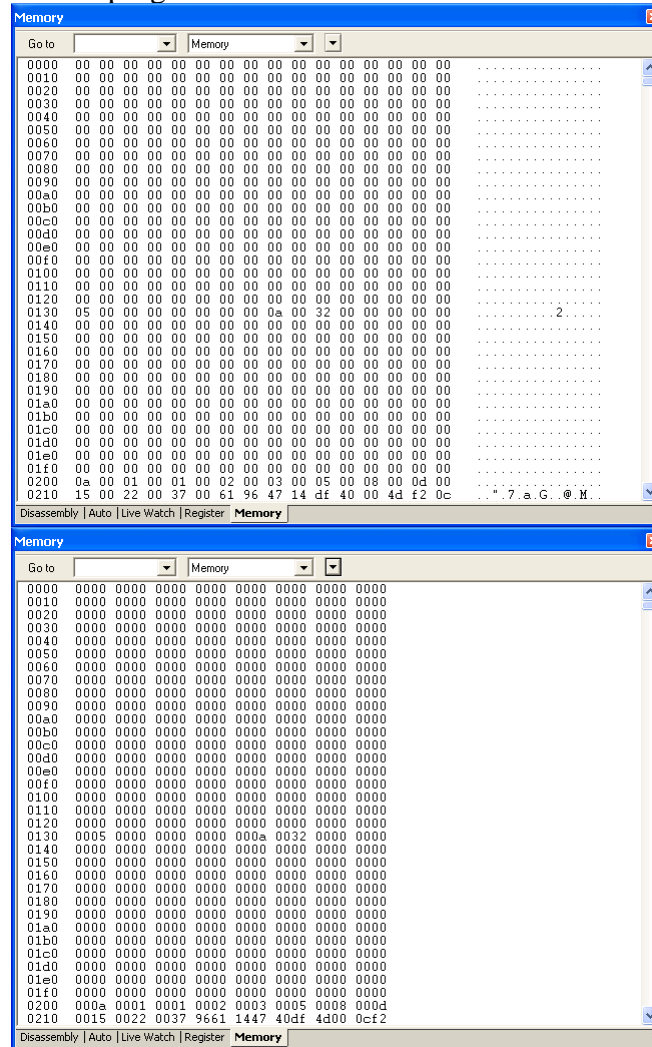 Memory
Go to Memory
0000 00 00 00 00 00 00 00 00 00 00 00 00 00 00 00 00 ................
0010 00 00 00 00 00 00 00 00 00 00 00 00 00 00 00 00 ................
0020 00 00 00 00 00 00 00 00 00 00 00 00 00 00 00 00 ................
0030 00 00 00 00 00 00 00 00 00 00 00 00 00 00 00 00 ................
0040 00 00 00 00 00 00 00 00 00 00 00 00 00 00 00 00 ................
0050 00 00 00 00 00 00 00 00 00 00 00 00 00 00 00 00 ................
0060 00 00 00 00 00 00 00 00 00 00 00 00 00 00 00 00 ................
0070 00 00 00 00 00 00 00 00 00 00 00 00 00 00 00 00 ................
0080 00 00 00 00 00 00 00 00 00 00 00 00 00 00 00 00 ................
0090 00 00 00 00 00 00 00 00 00 00 00 00 00 00 00 00 ................
00a0 00 00 00 00 00 00 00 00 00 00 00 00 00 00 00 00 ................
00b0 00 00 00 00 00 00 00 00 00 00 00 00 00 00 00 00 ................
00c0 00 00 00 00 00 00 00 00 00 00 00 00 00 00 00 00 ................
00d0 00 00 00 00 00 00 00 00 00 00 00 00 00 00 00 00 ................
00e0 00 00 00 00 00 00 00 00 00 00 00 00 00 00 00 00 ................
00f0 00 00 00 00 00 00 00 00 00 00 00 00 00 00 00 00 ................
0100 00 00 00 00 00 00 00 00 00 00 00 00 00 00 00 00 ................
0110 00 00 00 00 00 00 00 00 00 00 00 00 00 00 00 00 ................
0120 00 00 00 00 00 00 00 00 00 00 00 00 00 00 00 00 ................
0130 05 00 00 00 00 00 00 00 0a 00 32 00 00 00 00 00 ..........2.....
0140 00 00 00 00 00 00 00 00 00 00 00 00 00 00 00 00 ................
0150 00 00 00 00 00 00 00 00 00 00 00 00 00 00 00 00 ................
0160 00 00 00 00 00 00 00 00 00 00 00 00 00 00 00 00 ................
0170 00 00 00 00 00 00 00 00 00 00 00 00 00 00 00 00 ................
0180 00 00 00 00 00 00 00 00 00 00 00 00 00 00 00 00 ................
0190 00 00 00 00 00 00 00 00 00 00 00 00 00 00 00 00 ................
01a0 00 00 00 00 00 00 00 00 00 00 00 00 00 00 00 00 ................
01b0 00 00 00 00 00 00 00 00 00 00 00 00 00 00 00 00 ................
01c0 00 00 00 00 00 00 00 00 00 00 00 00 00 00 00 00 ................
01d0 00 00 00 00 00 00 00 00 00 00 00 00 00 00 00 00 ................
01e0 00 00 00 00 00 00 00 00 00 00 00 00 00 00 00 00 ................
01f0 00 00 00 00 00 00 00 00 00 00 00 00 00 00 00 00 ................
0200 0a 00 01 00 01 00 02 00 03 00 05 00 08 00 0d 00 ................
0210 15 00 22 00 37 00 61 96 47 14 df 40 00 4d f2 0c ..".7.a.G..@.M..
Disassembly | Auto | Live Watch | Register Memory
Memory
Go to Memory
0000 0000 0000 0000 0000 0000 0000 0000 0000
0010 0000 0000 0000 0000 0000 0000 0000 0000
0020 0000 0000 0000 0000 0000 0000 0000 0000
0030 0000 0000 0000 0000 0000 0000 0000 0000
0040 0000 0000 0000 0000 0000 0000 0000 0000
0050 0000 0000 0000 0000 0000 0000 0000 0000
0060 0000 0000 0000 0000 0000 0000 0000 0000
0070 0000 0000 0000 0000 0000 0000 0000 0000
0080 0000 0000 0000 0000 0000 0000 0000 0000
0090 0000 0000 0000 0000 0000 0000 0000 0000
00a0 0000 0000 0000 0000 0000 0000 0000 0000
00b0 0000 0000 0000 0000 0000 0000 0000 0000
00c0 0000 0000 0000 0000 0000 0000 0000 0000
00d0 0000 0000 0000 0000 0000 0000 0000 0000
00e0 0000 0000 0000 0000 0000 0000 0000 0000
00f0 0000 0000 0000 0000 0000 0000 0000 0000
0100 0000 0000 0000 0000 0000 0000 0000 0000
0110 0000 0000 0000 0000 0000 0000 0000 0000
0120 0000 0000 0000 0000 0000 0000 0000 0000
0130 0005 0000 0000 0000 000a 0032 0000 0000
0140 0000 0000 0000 0000 0000 0000 0000 0000
0150 0000 0000 0000 0000 0000 0000 0000 0000
0160 0000 0000 0000 0000 0000 0000 0000 0000
0170 0000 0000 0000 0000 0000 0000 0000 0000
0180 0000 0000 0000 0000 0000 0000 0000 0000
0190 0000 0000 0000 0000 0000 0000 0000 0000
01a0 0000 0000 0000 0000 0000 0000 0000 0000
01b0 0000 0000 0000 0000 0000 0000 0000 0000
01c0 0000 0000 0000 0000 0000 0000 0000 0000
01d0 0000 0000 0000 0000 0000 0000 0000 0000
01e0 0000 0000 0000 0000 0000 0000 0000 0000
01f0 0000 0000 0000 0000 0000 0000 0000 0000
0200 000a 0001 0001 0002 0003 0005 0008 000d
0210 0015 0022 0037 9661 1447 40df 4d00 0cf2
Disassembly | Auto | Live Watch | Register Memory